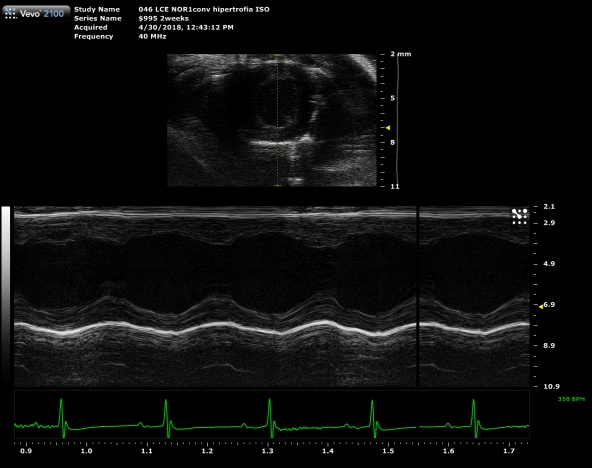 Vevo 2100
Study Name 046 LCE NOR1conv hipertrofia ISO
Series Name S995 2weeks
Acquired 4/30/2018, 12:43:12 PM
Frequency 40 MHz
2 mm
5
8
11
2.1
2.9
4.9
6.9
8.9
10.9
350 BPM
0.9 1.0 1.1 1.2 1.3 1.4 1.5 1.6 1.7